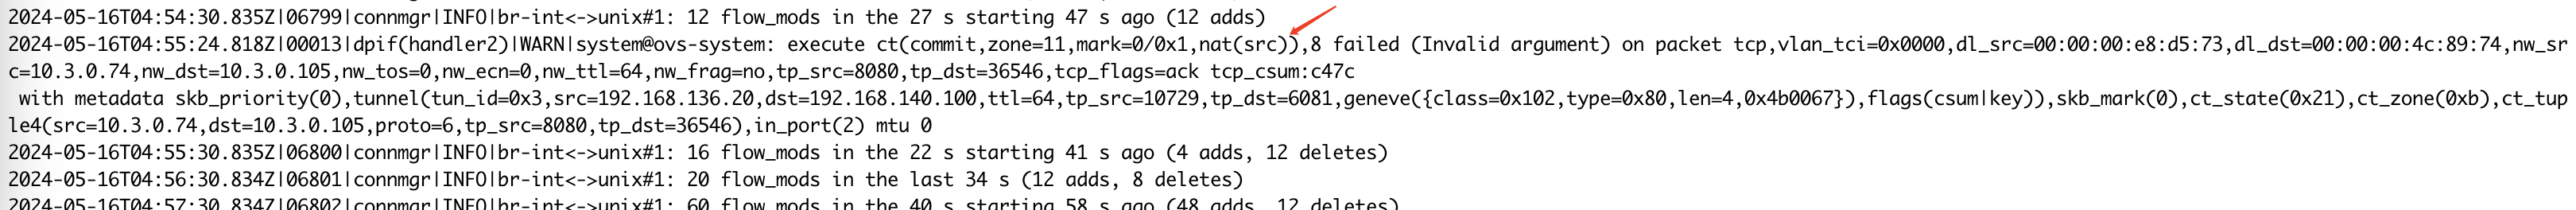 2024-05-16T04:54:30.835Z|06799|connmgr|INFO|br-int<->unix#1: 12 flow_mods in the 27 s starting 47 s ago (12 adds)
2024-05-16T04:55:24.818Z|00013|dpif(handler2)|WARN|system@ovs-system: execute ct(commit,zone=11,mark=0/0x1,nat(src)),8 failed (Invalid argument) on packet tcp,vlan_tci=0x0000,dl_src=00:00:00:e8:d5:73,dl_dst=00:00:00:4c:89:74,nw_sr
c=10.3.0.74,nw_dst=10.3.0.105,nw_tos=0,nw_ecn=0,nw_ttl=64,nw_frag=no,tp_src=8080,tp_dst=36546,tcp_flags=ack tcp_csum:c47c
 with metadata skb_priority(0),tunnel(tun_id=0x3,src=192.168.136.20,dst=192.168.140.100,ttl=64,tp_src=10729,tp_dst=6081,geneve({class=0x102,type=0x80,len=4,0x4b0067}),flags(csum|key)),skb_mark(0),ct_state(0x21),ct_zone(0xb),ct_tup
le4(src=10.3.0.74,dst=10.3.0.105,proto=6,tp_src=8080,tp_dst=36546),in_port(2) mtu 0
2024-05-16T04:55:30.835Z|06800|connmgr|INFO|br-int<->unix#1: 16 flow_mods in the 22 s starting 41 s ago (4 adds, 12 deletes)
2024-05-16T04:56:30.834Z|06801|connmgr|INFO|br-int<->unix#1: 20 flow_mods in the last 34 s (12 adds, 8 deletes)
2024-05-16T04:57:30.834Z|06802|connmgr|INFO|br-int<->unix#1: 60 flow_mods in the 40 s starting 58 s ago (48 adds, 12 deletes)